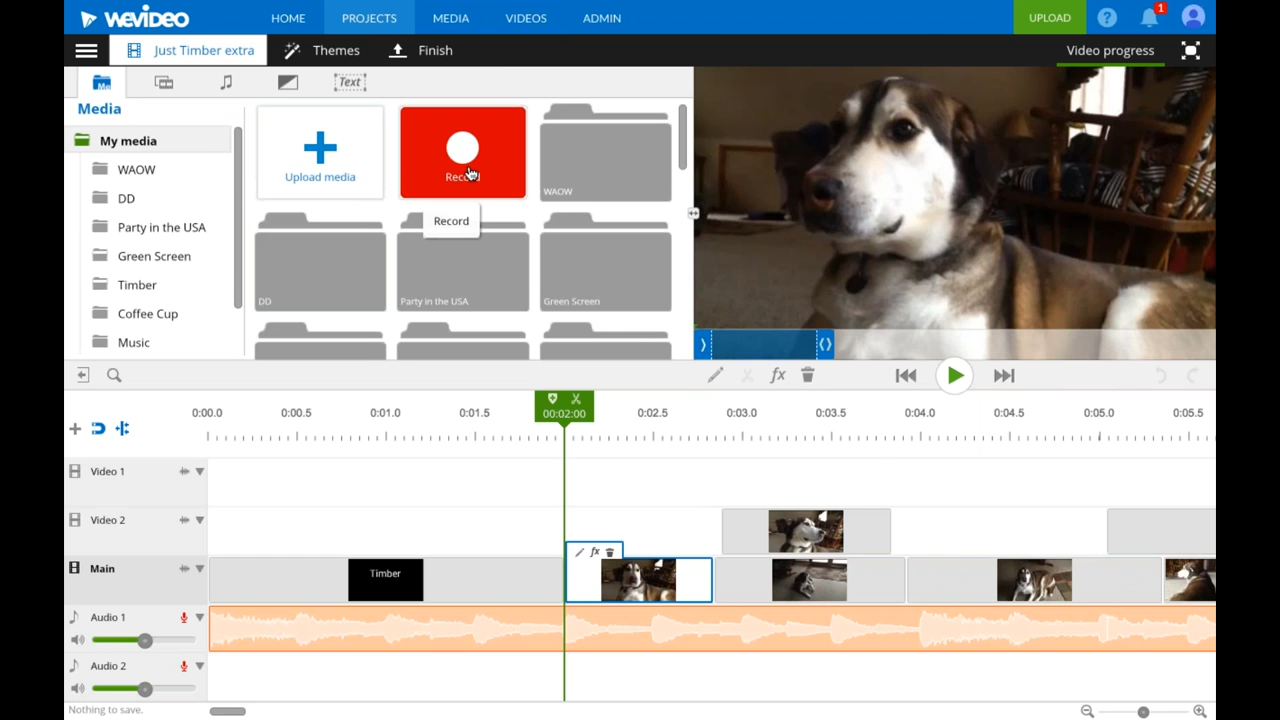 WEVIDEO
HOME PROJECTS MEDIA VIDEOS ADMIN UPLOAD ? 1
Just Timber extra Themes Finish Video progress
Me Text
Media
My media
WAOW
DD
Party in the USA
Green Screen
Timber
Coffee Cup
Music
Upload media Record WAOW
Record
DD Party in the USA Green Screen
fx
0:00.0 0:00.5 0:01.0 0:01.5 00:02:00 0:02.5 0:03.0 0:03.5 0:04.0 0:04.5 0:05.0 0:05.5
Video 1
Video 2
fx
Main Timber
Audio 1
Audio 2
Nothing to save.